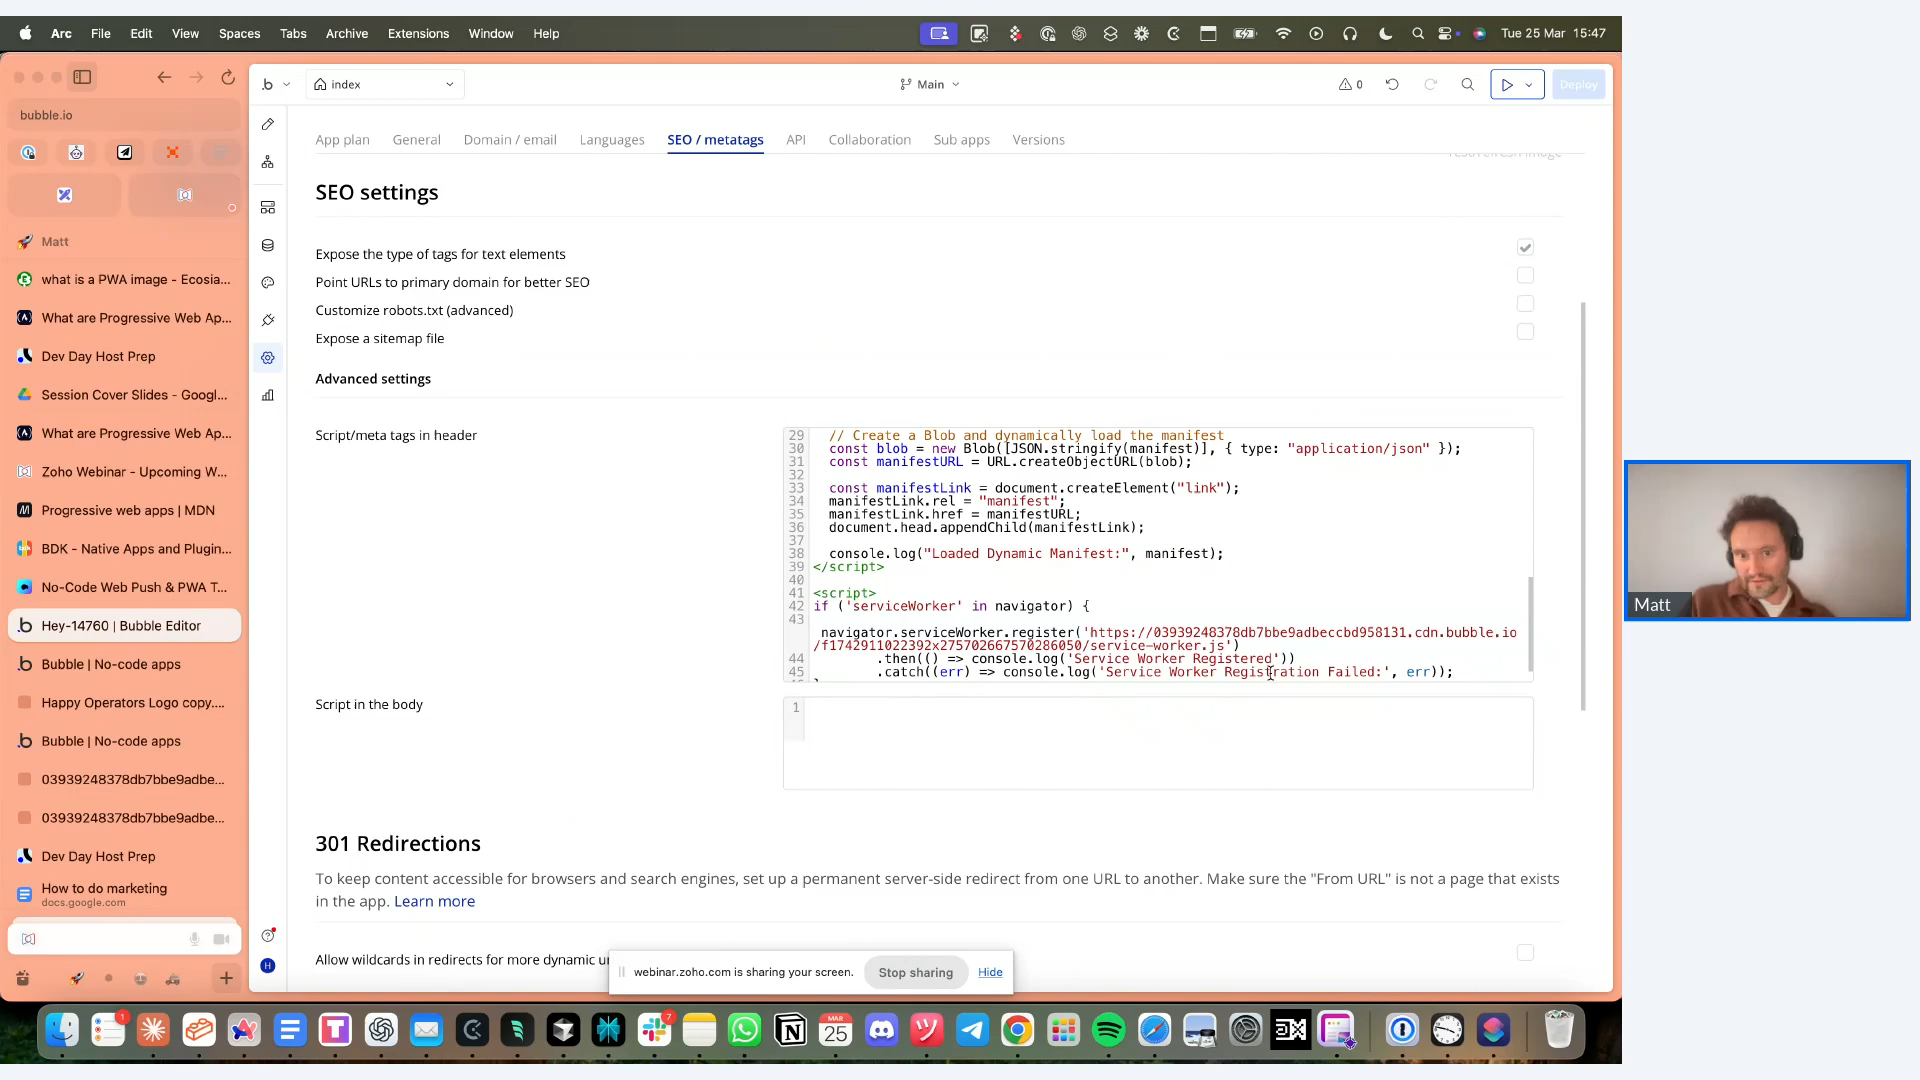 Arc File Edit View Spaces Tabs Archive Extensions Window Help Tue 25 Mar 15:47
bubble.io
index
Main
0
Deploy
App plan General Domain / email Languages SEO / metatags API Collaboration Sub apps Versions
SEO settings
Expose the type of tags for text elements
Point URLs to primary domain for better SEO
Customize robots.txt (advanced)
Expose a sitemap file
Advanced settings
Script/meta tags in header
29 // Create a Blob and dynamically load the manifest
30 const blob = new Blob([JSON.stringify(manifest)], { type: "application/json" });
31 const manifestURL = URL.createObjectURL(blob);
32
33 const manifestLink = document.createElement("link");
34 manifestLink.rel = "manifest";
35 manifestLink.href = manifestURL;
36 document.head.appendChild(manifestLink);
37
38 console.log("Loaded Dynamic Manifest:", manifest);
39 </script>
40
41 <script>
42 if ('serviceWorker' in navigator) {
43
navigator.serviceWorker.register('https://03939248378db7bbe9adbeccbd958131.cdn.bubble.io
/f1742911022392x275702667570286050/service-worker.js')
44 .then(() => console.log('Service Worker Registered'))
45 .catch((err) => console.log('Service Worker Registration Failed:', err));
Script in the body
1
301 Redirections
To keep content accessible for browsers and search engines, set up a permanent server-side redirect from one URL to another. Make sure the "From URL" is not a page that exists
in the app. Learn more
Allow wildcards in redirects for more dynamic
webinar.zoho.com is sharing your screen. Stop sharing Hide
Matt
what is a PWA image - Ecosia...
What are Progressive Web Ap...
Dev Day Host Prep
Session Cover Slides - Googl...
What are Progressive Web Ap...
Zoho Webinar - Upcoming W...
Progressive web apps | MDN
BDK - Native Apps and Plugin...
No-Code Web Push & PWA T...
Hey-14760 | Bubble Editor
Bubble | No-code apps
Happy Operators Logo copy....
Bubble | No-code apps
03939248378db7bbe9adbe...
03939248378db7bbe9adbe...
Dev Day Host Prep
How to do marketing
docs.google.com
H
Matt
1
7
MAR
25